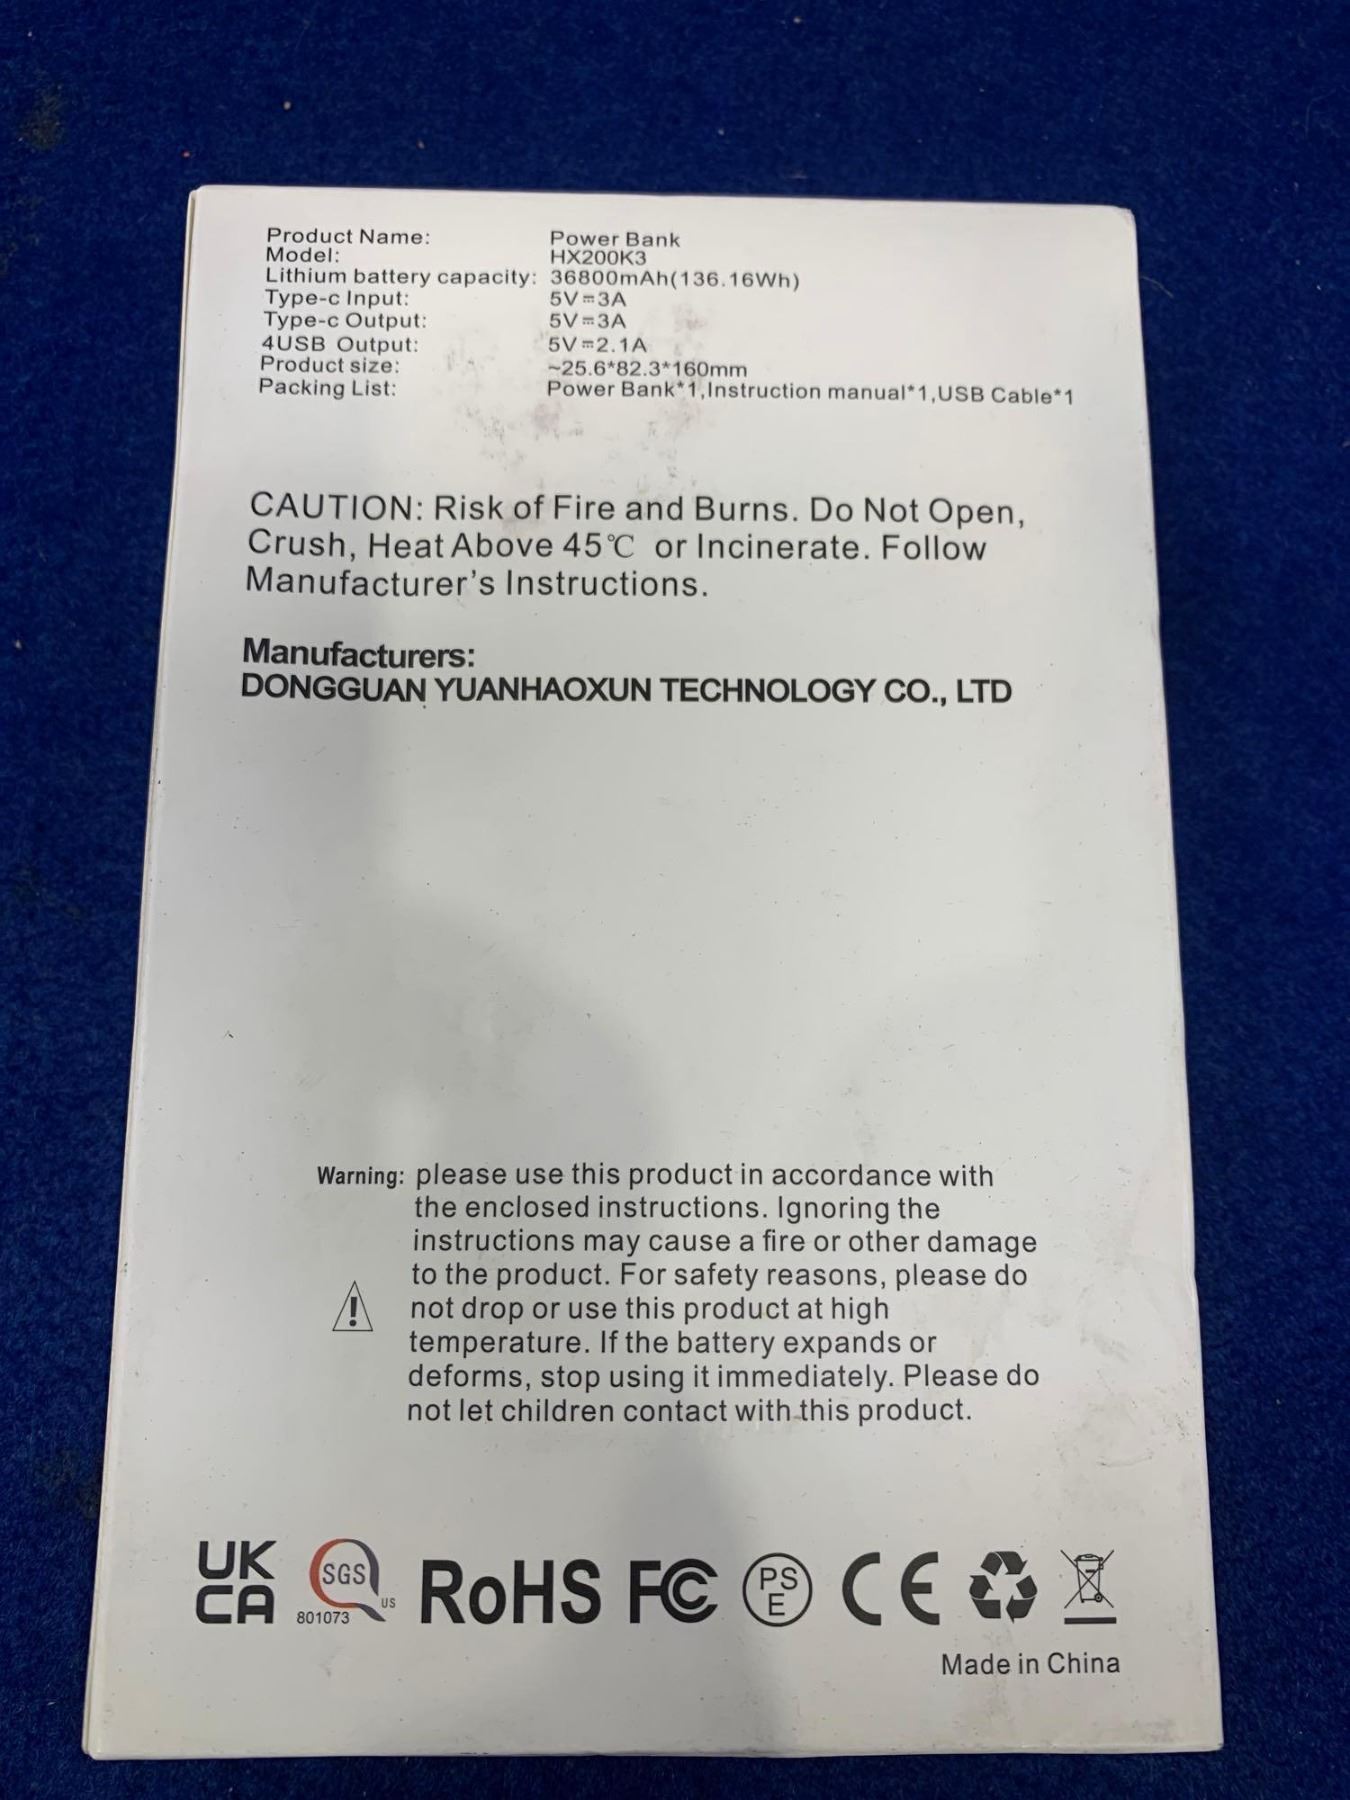 Product Name: Power Bank
Model: HX200K3
Lithium battery capacity: 36800mAh(136.16Wh)
Type-c Input: 5V⎓3A
Type-c Output: 5V⎓3A
4USB Output: 5V⎓2.1A
Product size: ~25.6*82.3*160mm
Packing List: Power Bank*1,Instruction manual*1,USB Cable*1
CAUTION: Risk of Fire and Burns. Do Not Open,
Crush, Heat Above 45℃ or Incinerate. Follow
Manufacturer's Instructions.
Manufacturers:
DONGGUAN YUANHAOXUN TECHNOLOGY CO., LTD
Warning: please use this product in accordance with
the enclosed instructions. Ignoring the
instructions may cause a fire or other damage
to the product. For safety reasons, please do
not drop or use this product at high
temperature. If the battery expands or
deforms, stop using it immediately. Please do
not let children contact with this product.
!
UK
CA
SGS
801073
US
RoHS
FC
PS
E
CE
Made in China